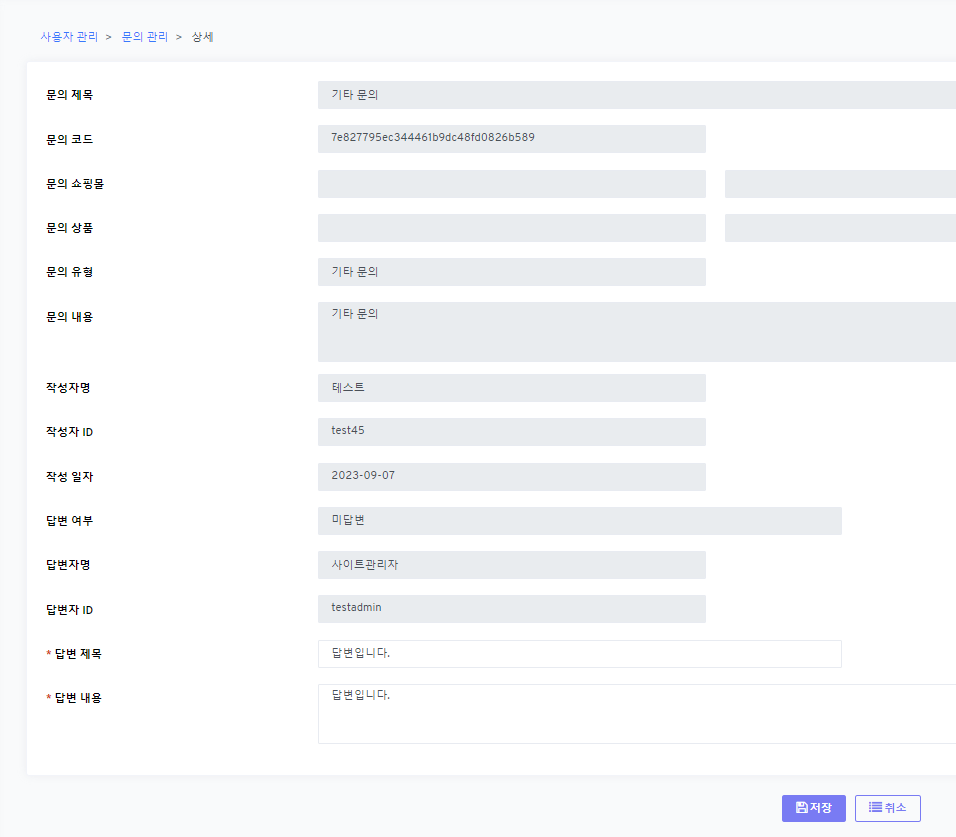 사용자 관리 > 문의 관리 > 상세
문의 제목 기타 문의
문의 코드 7e827795ec344461b9dc48fd0826b589
문의 쇼핑몰
문의 상품
문의 유형 기타 문의
문의 내용 기타 문의
작성자명 테스트
작성자 ID test45
작성 일자 2023-09-07
답변 여부 미답변
답변자명 사이트관리자
답변자 ID testadmin
* 답변 제목 답변입니다.
* 답변 내용 답변입니다.
저장 취소